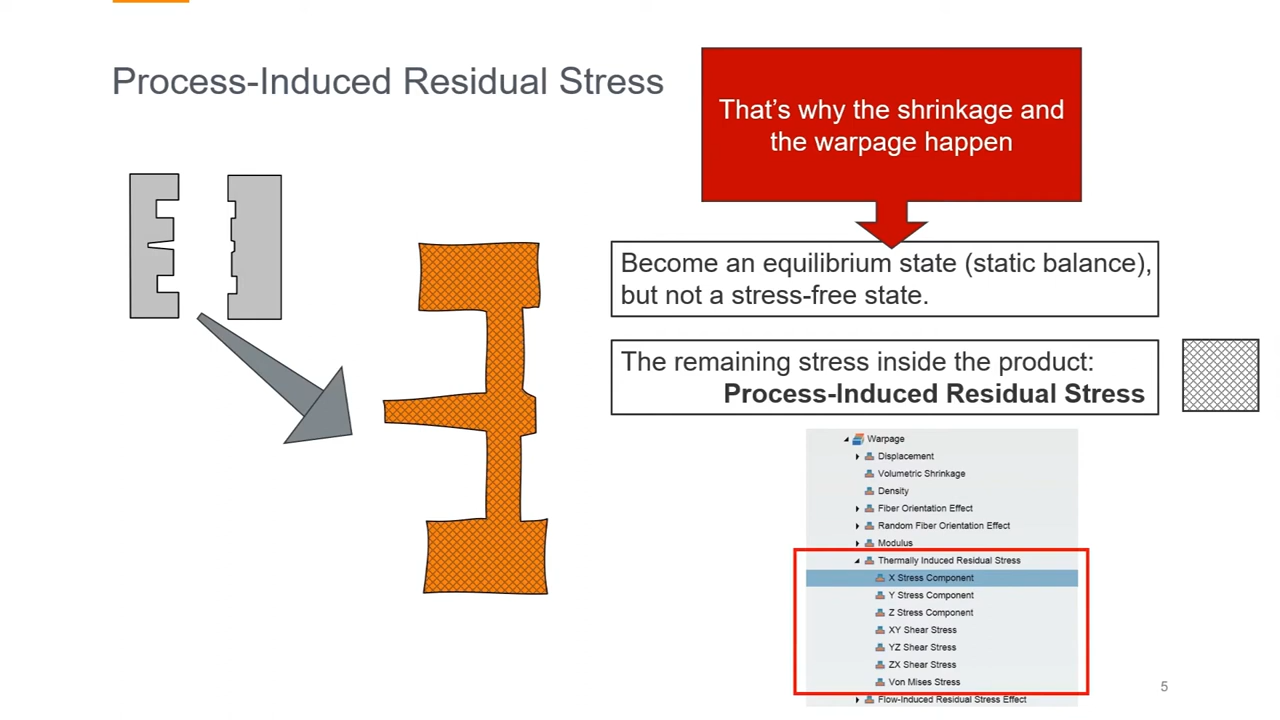 Process-Induced Residual Stress
That's why the shrinkage and
the warpage happen
Become an equilibrium state (static balance),
but not a stress-free state.
The remaining stress inside the product:
Process-Induced Residual Stress
Warpage
Displacement
Volumetric Shrinkage
Density
Fiber Orientation Effect
Random Fiber Orientation Effect
Modulus
Thermally Induced Residual Stress
X Stress Component
Y Stress Component
Z Stress Component
XY Shear Stress
YZ Shear Stress
ZX Shear Stress
Von Mises Stress
Flow-Induced Residual Stress Effect
5